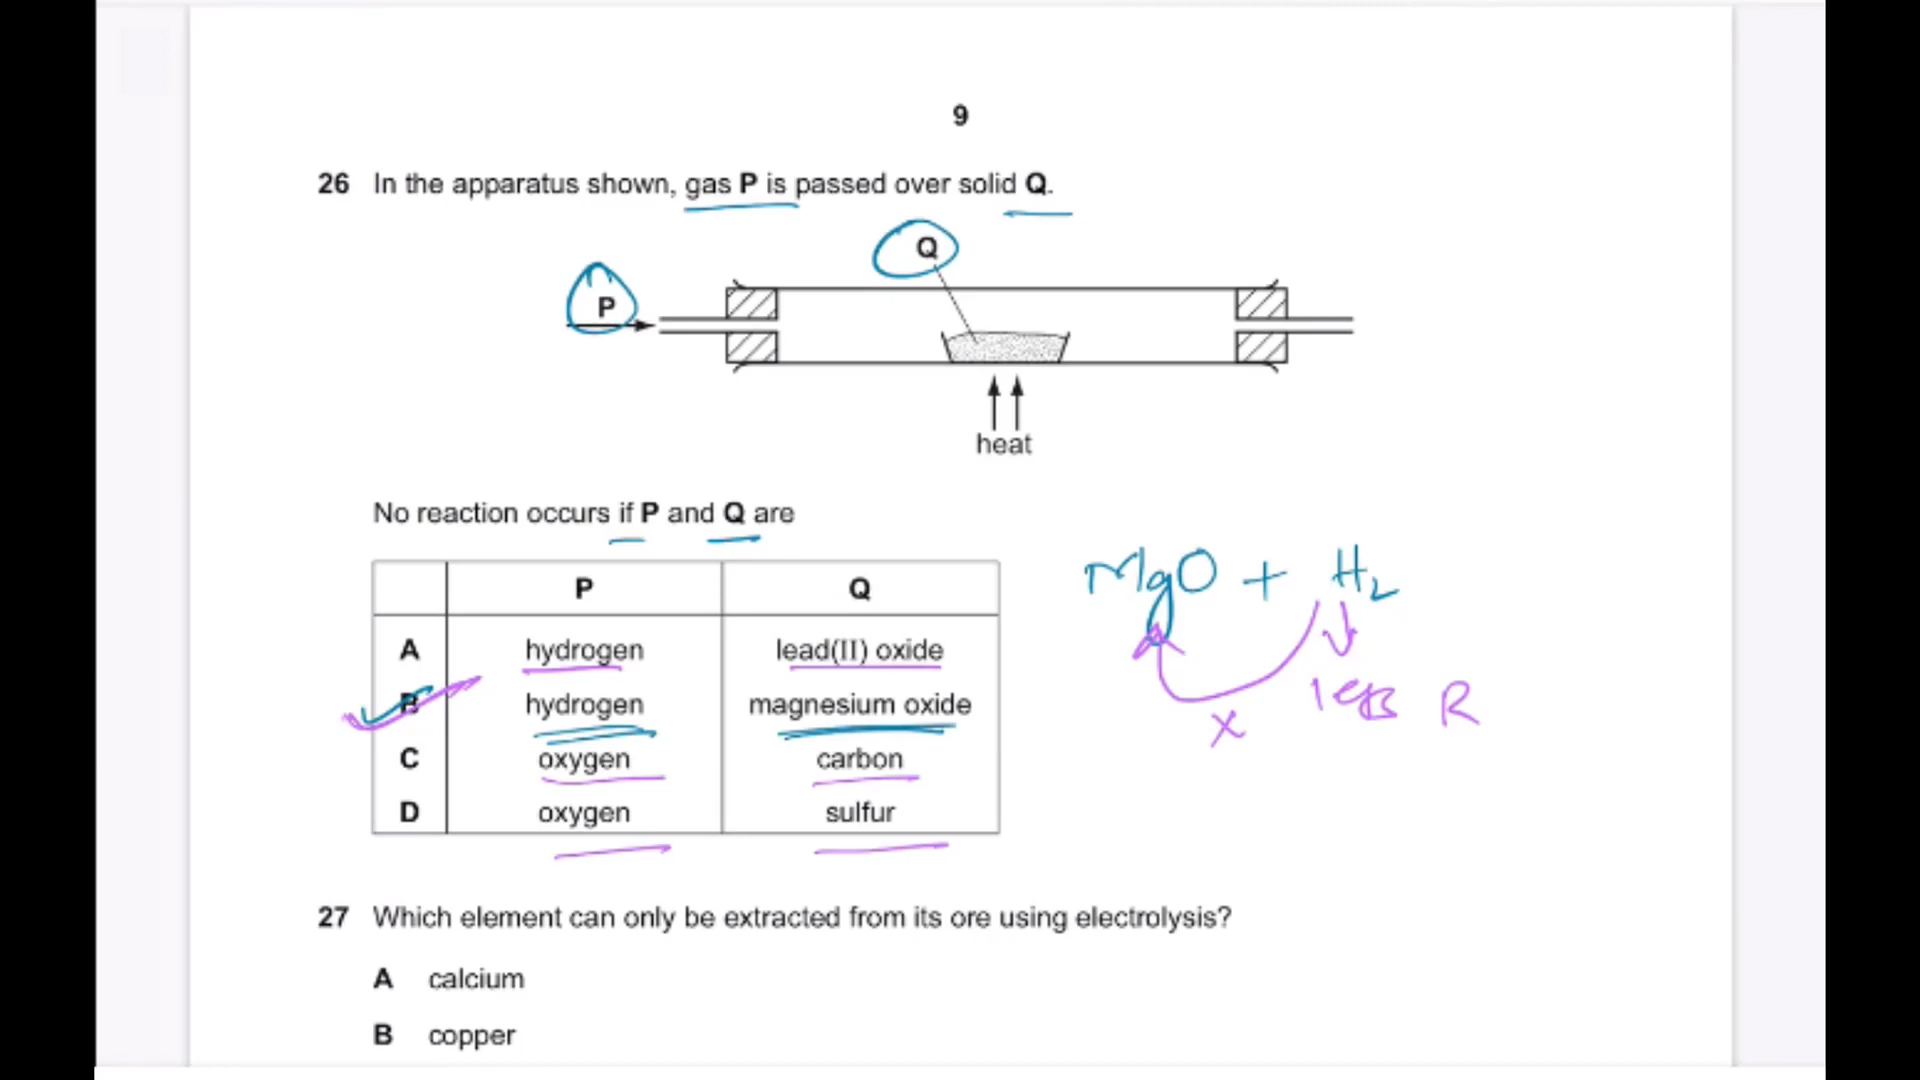 9
26 In the apparatus shown, gas P is passed over solid Q.
Q
P
heat
No reaction occurs if P and Q are
P Q
A hydrogen lead(II) oxide
B hydrogen magnesium oxide
C oxygen carbon
D oxygen sulfur
MgO + H₂
less R
x
27 Which element can only be extracted from its ore using electrolysis?
A calcium
B copper